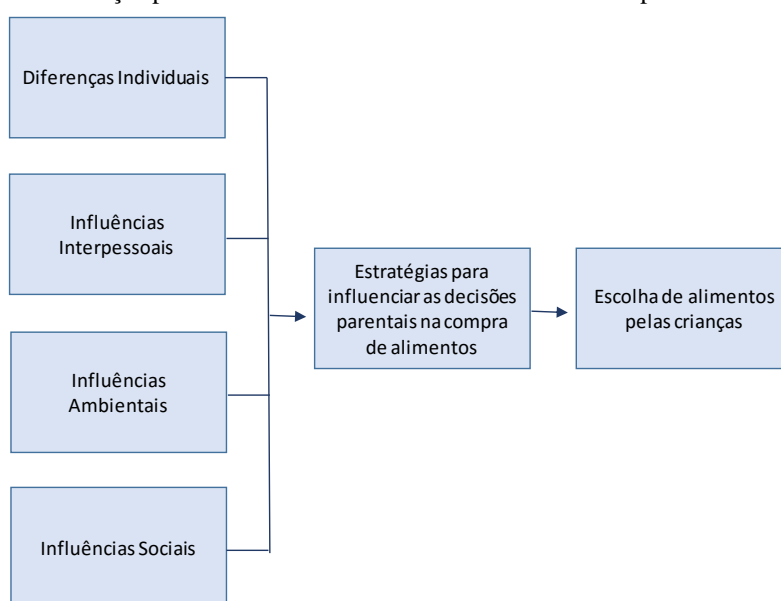 Diferenças Individuais
Influências
Interpessoais
Influências
Ambientais
Influências Sociais
Estratégias para
influenciar as decisões
parentais na compra
de alimentos
Escolha de alimentos
pelas crianças